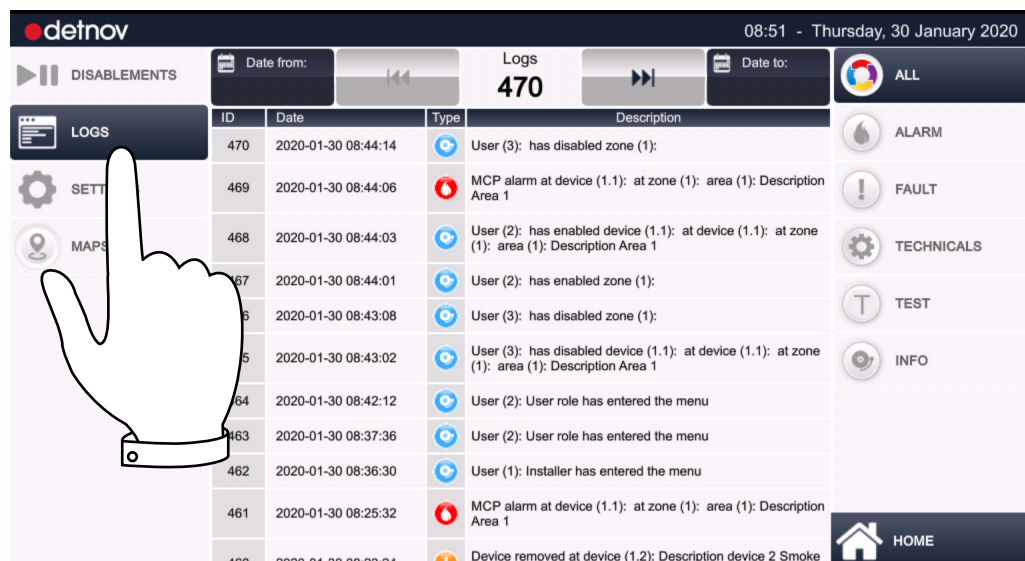 detnov
08:51 - Thursday, 30 January 2020
DISABLEMENTS
Date from:
Logs
470
Date to:
ALL
LOGS
ID Date Type Description
470 2020-01-30 08:44:14 User (3): has disabled zone (1):
ALARM
469 2020-01-30 08:44:06 MCP alarm at device (1.1): at zone (1): area (1): Description
Area 1
FAULT
MAPS
468 2020-01-30 08:44:03 User (2): has enabled device (1.1): at device (1.1): at zone
(1): area (1): Description Area 1
TECHNICALS
2020-01-30 08:44:01 User (2): has enabled zone (1):
2020-01-30 08:43:08 User (3): has disabled zone (1):
T TEST
2020-01-30 08:43:02 User (3): has disabled device (1.1): at device (1.1): at zone
(1): area (1): Description Area 1
INFO
2020-01-30 08:42:12 User (2): User role has entered the menu
463 2020-01-30 08:37:36 User (2): User role has entered the menu
462 2020-01-30 08:36:30 User (1): Installer has entered the menu
461 2020-01-30 08:25:32 MCP alarm at device (1.1): at zone (1): area (1): Description
Area 1
HOME
Device removed at device (1.2): Description device 2 Smoke